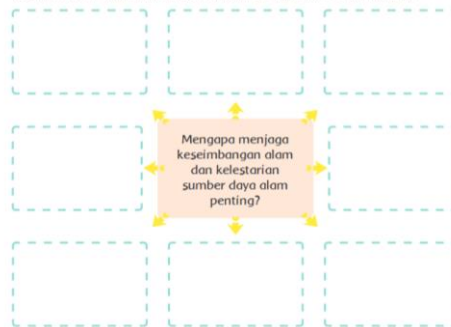 Mengapa menjaga
keseimbangan alam
dan kelestarian
sumber daya alam
penting?